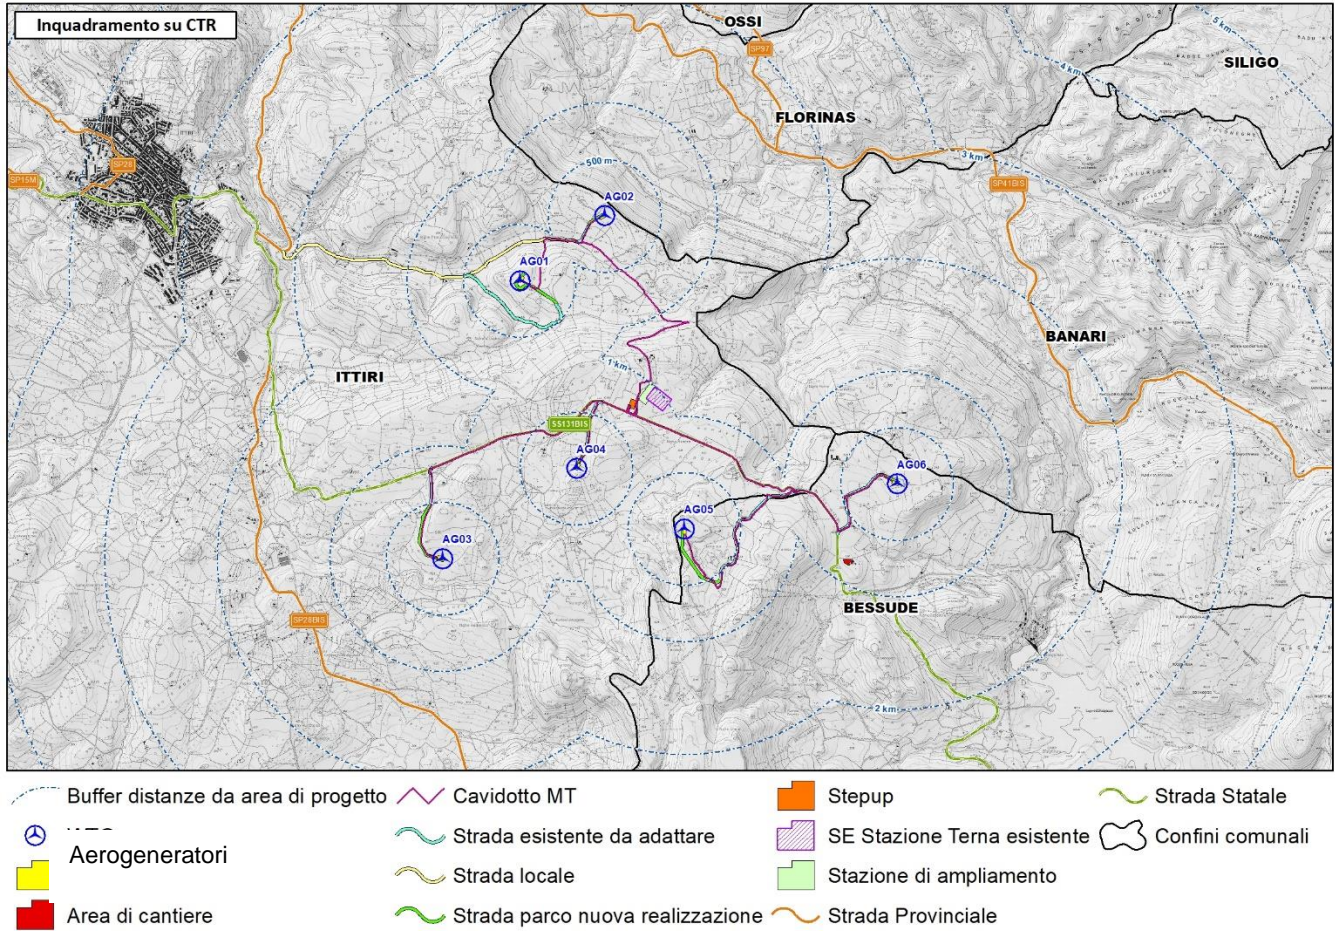 Inquadramento su CTR
OSSI
SP97
SILIGO
5 km
4 km
FLORINAS
ITTIRI
SP28
SP15M
3 km
SP41BIS
500 m
AG02
AG01
BANARI
ITTIRI
1 km
SS131BIS
AG04
AG06
AG05
AG03
BESSUDE
SP28BIS
2 km
Buffer distanze da area di progetto
Cavidotto MT
Stepup
Strada Statale
Aerogeneratori
Strada esistente da adattare
SE Stazione Terna esistente
Confini comunali
Strada locale
Stazione di ampliamento
Area di cantiere
Strada parco nuova realizzazione
Strada Provinciale